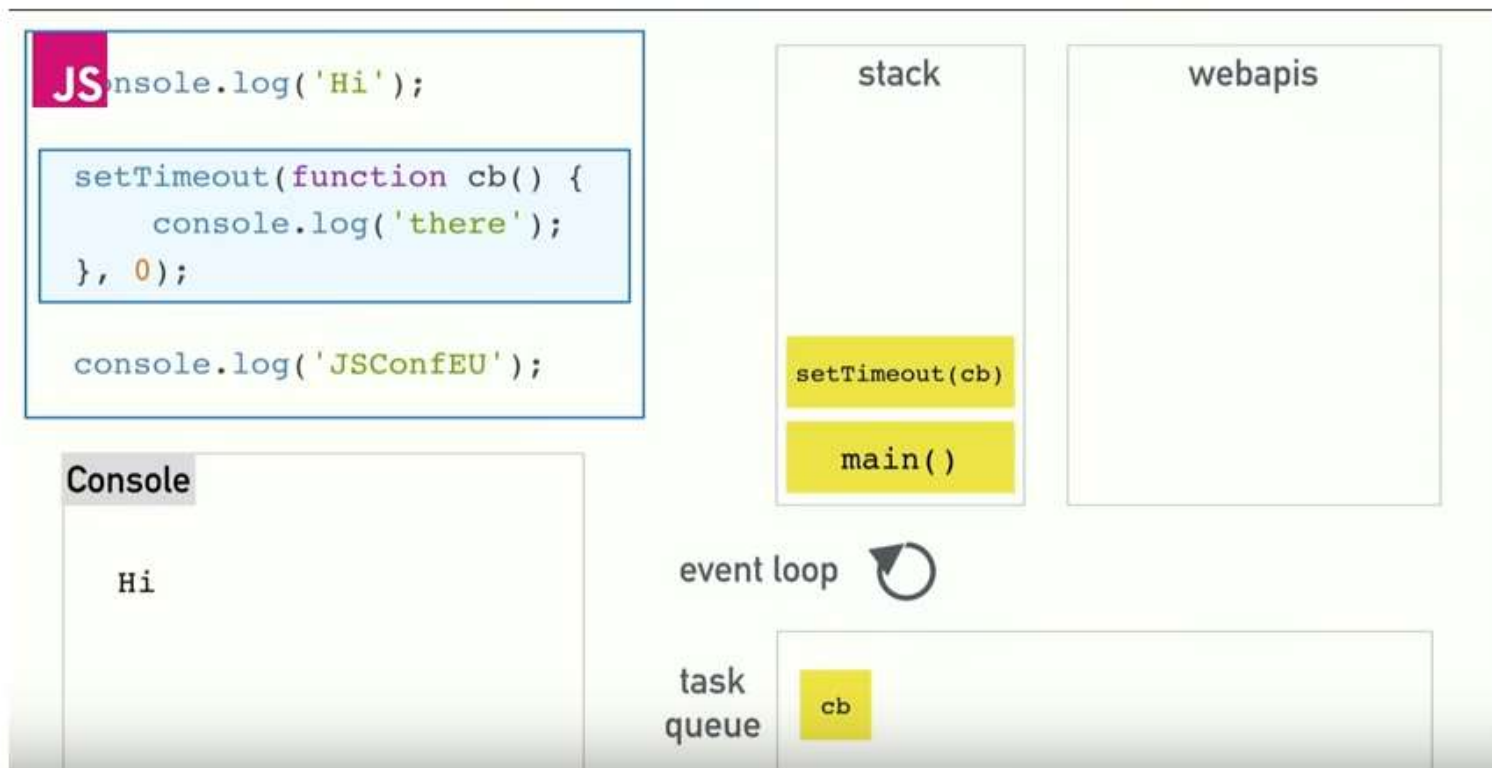 JS
nsole.log('Hi');
setTimeout(function cb() {
console.log('there');
}, 0);
console.log('JSConfEU');
Console
Hi
stack
setTimeout(cb)
main()
webapis
event loop
task
queue
cb